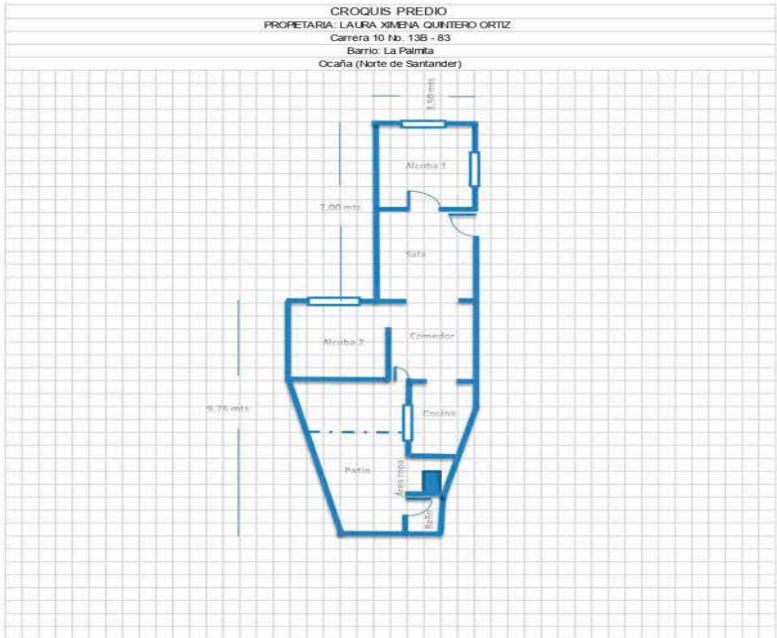 CROQUIS PREDIO
PROPIETARIA: LAURA XIMENA QUINTERO ORTIZ
Carrera 10 No. 13B - 83
Barrio: La Palmita
Ocaña (Norte de Santander)
3,50 mts
Alcoba 1
7,00 mts
Sala
Alcoba 2
Comedor
9,75 mts
Cocina
Patio
Área ropa
Baño